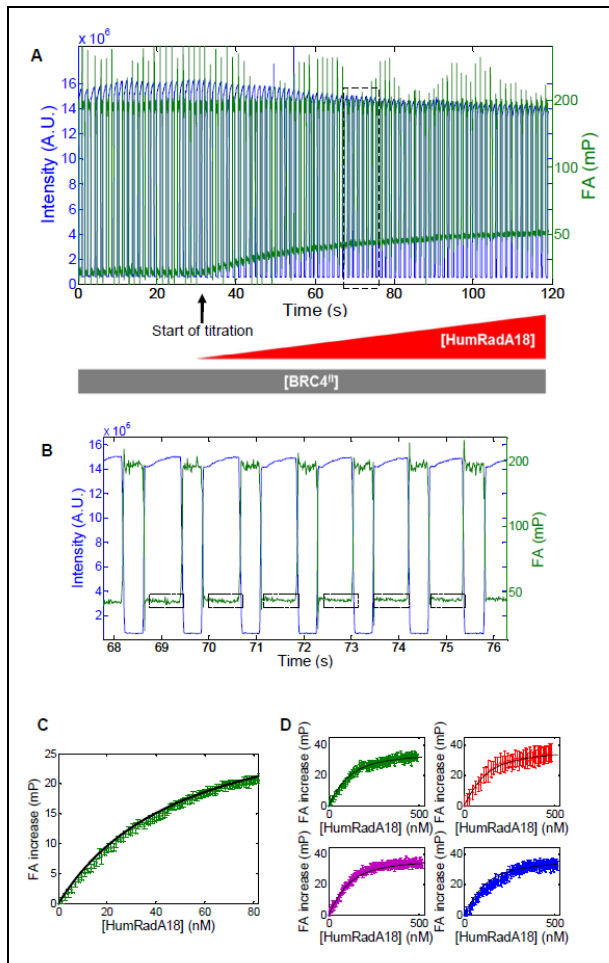 A
x 10⁶
16
14
12
10
8
6
4
2
0
Intensity (A.U.)
200
100
50
FA (mP)
0 20 40 60 80 100 120
Time (s)
Start of titration
[HumRadA18]
[BRC4ᶠˡ]
B
x 10⁶
16
14
12
10
8
6
4
2
Intensity (A.U.)
200
100
50
FA (mP)
68 69 70 71 72 73 74 75 76
Time (s)
C
25
20
15
10
5
0
FA increase (mP)
0 20 40 60 80
[HumRadA18] (nM)
D
FA increase (mP)
40
20
0
0 500
[HumRadA18] (nM)
FA increase (mP)
40
20
0
0 500
[HumRadA18] (nM)
FA increase (mP)
40
20
0
0 500
[HumRadA18] (nM)
FA increase (mP)
40
20
0
0 500
[HumRadA18] (nM)